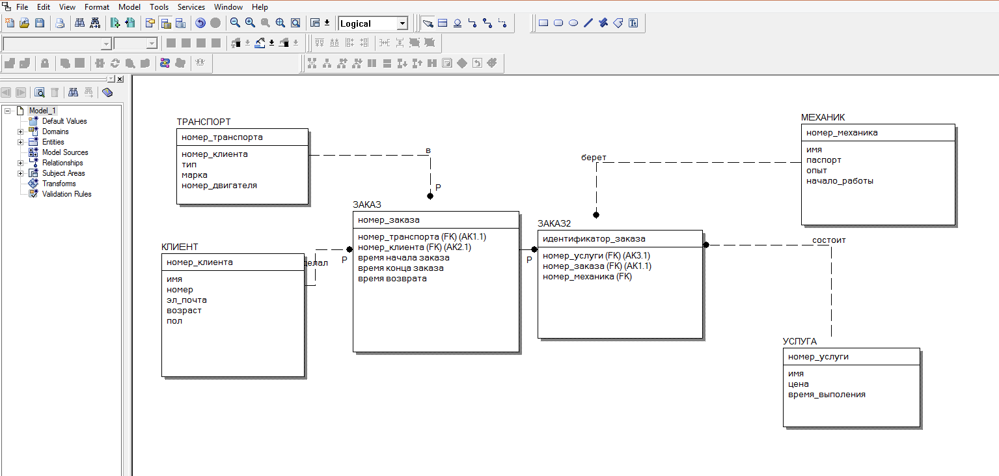 File Edit View Format Model Tools Services Window Help
Logical
Model_1
Default Values
Domains
Entities
Model Sources
Relationships
Subject Areas
Transforms
Validation Rules
ТРАНСПОРТ
номер_транспорта
номер_клиента
тип
марка
номер_двигателя
в
P
КЛИЕНТ
номер_клиента
имя
номер
эл_почта
возраст
пол
делал
P
ЗАКАЗ
номер_заказа
номер_транспорта (FK) (AK1.1)
номер_клиента (FK) (AK2.1)
время начала заказа
время конца заказа
время возврата
P
ЗАКАЗ2
идентификатор_заказа
номер_услуги (FK) (AK3.1)
номер_заказа (FK) (AK1.1)
номер_механика (FK)
берет
МЕХАНИК
номер_механика
имя
паспорт
опыт
начало_работы
состоит
УСЛУГА
номер_услуги
имя
цена
время_выполения